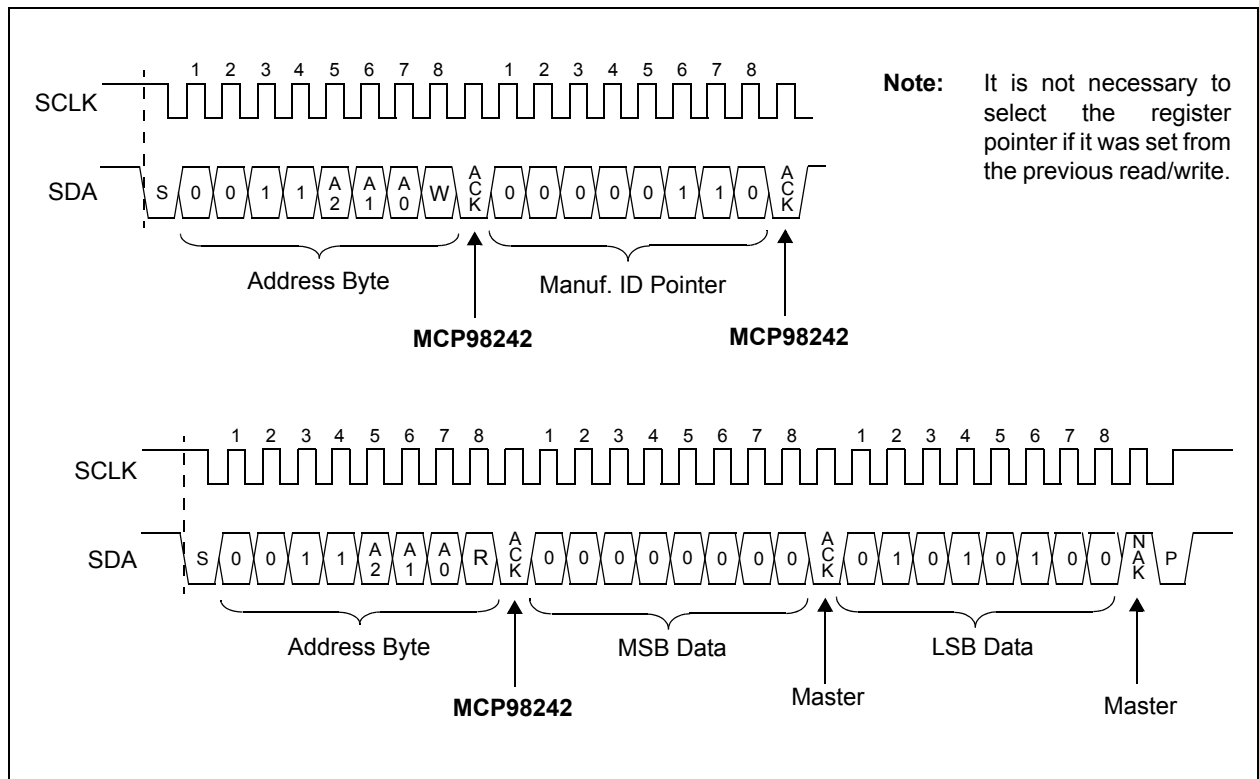 1 2 3 4 5 6 7 8 1 2 3 4 5 6 7 8
SCLK
SDA S 0 0 1 1 A2 A1 A0 W ACK 0 0 0 0 0 1 1 0 ACK
Address Byte Manuf. ID Pointer
MCP98242 MCP98242
Note: It is not necessary to
select the register
pointer if it was set from
the previous read/write.
1 2 3 4 5 6 7 8 1 2 3 4 5 6 7 8 1 2 3 4 5 6 7 8
SCLK
SDA S 0 0 1 1 A2 A1 A0 R ACK 0 0 0 0 0 0 0 0 ACK 0 1 0 1 0 1 0 0 NAK P
Address Byte MSB Data LSB Data
MCP98242 Master Master